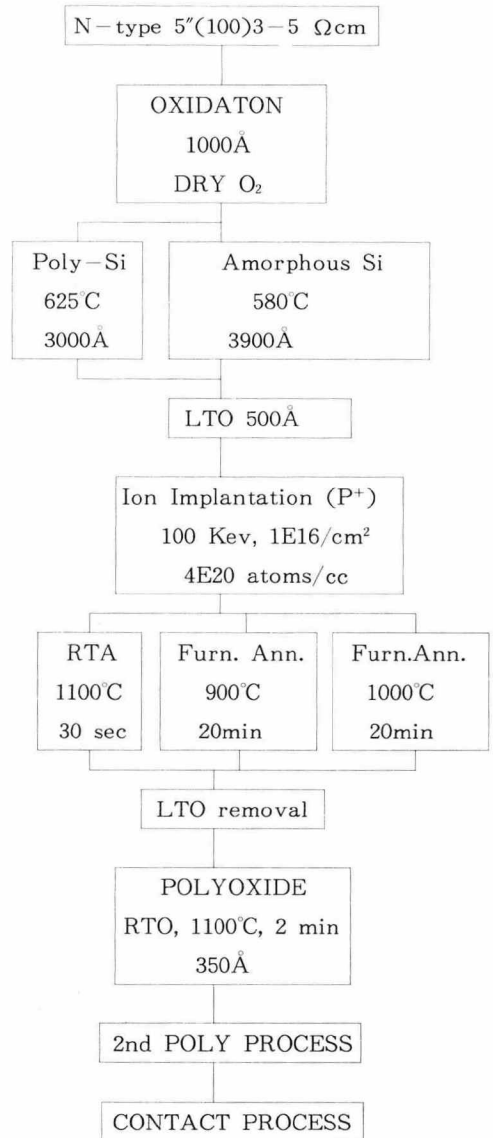 N-type 5″(100)3-5 Ωcm
OXIDATON
1000Å
DRY O₂
Poly-Si
625℃
3000Å
Amorphous Si
580℃
3900Å
LTO 500Å
Ion Implantation (P⁺)
100 Kev, 1E16/cm²
4E20 atoms/cc
RTA
1100℃
30 sec
Furn. Ann.
900℃
20min
Furn.Ann.
1000℃
20min
LTO removal
POLYOXIDE
RTO, 1100℃, 2 min
350Å
2nd POLY PROCESS
CONTACT PROCESS